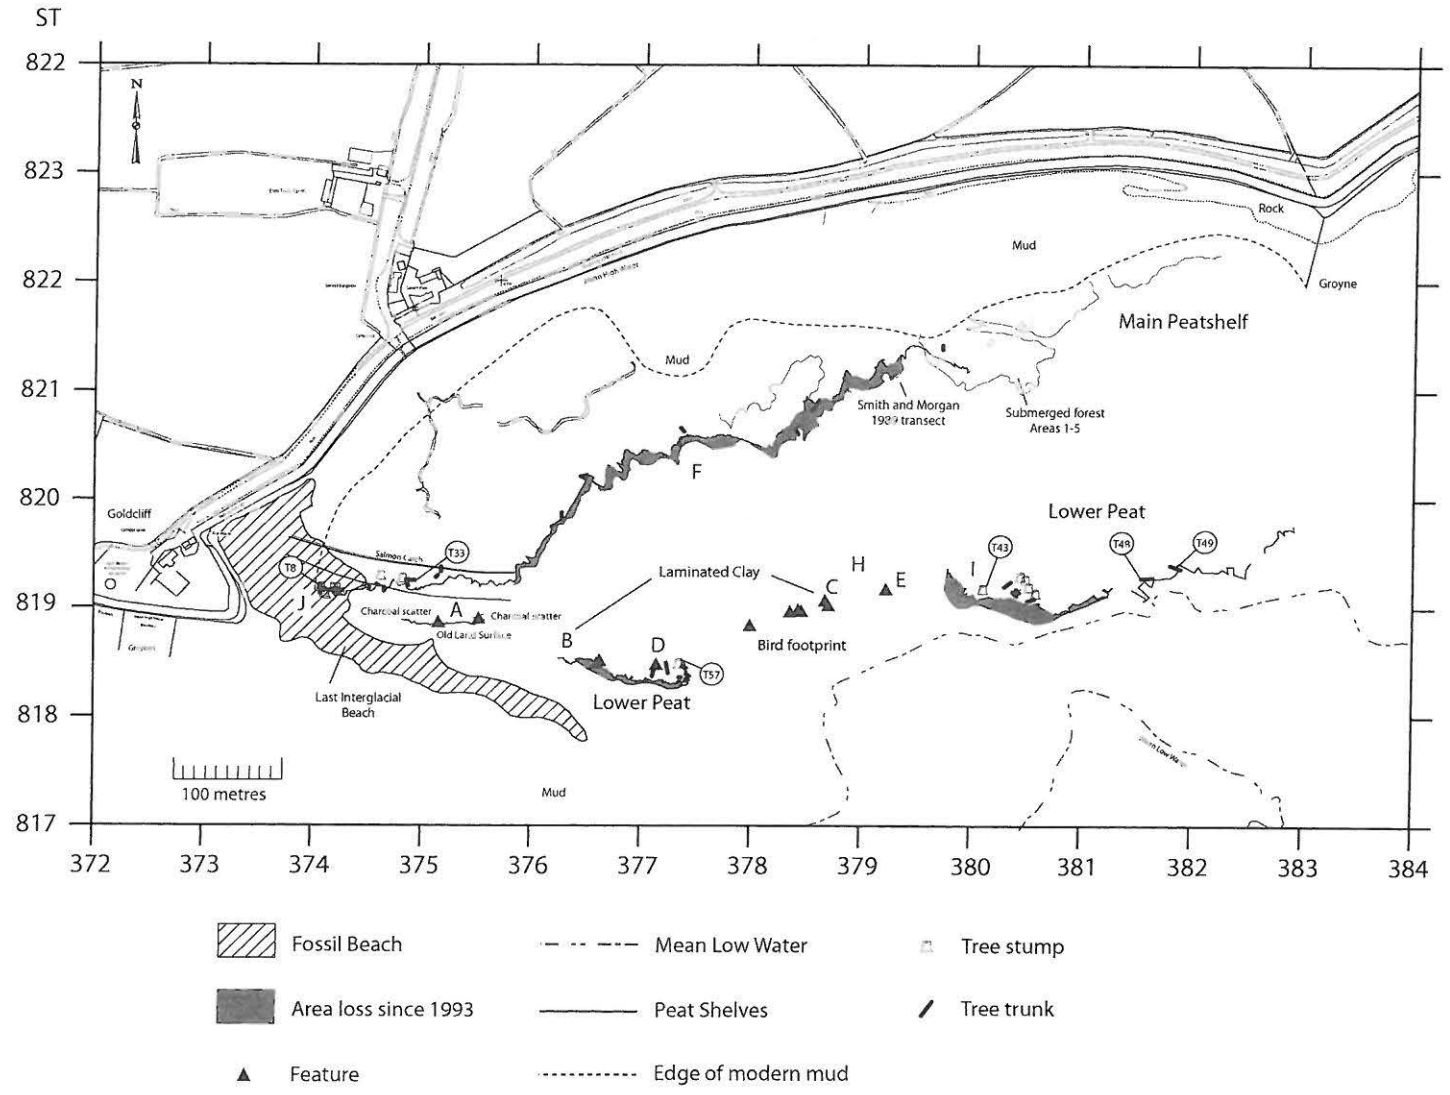 ST
822
N
823
Rock
Mud
822
Groyne
Main Peatshelf
Mud
821
Smith and Morgan
1989 transect
Submerged forest
Areas 1-5
F
820
Goldcliff
Lower Peat
T48
T49
T43
Salmon Catch
T33
T8
Laminated Clay
H
I
E
C
819
J
Charcoal scatter
A
Charcoal scatter
Old Land Surface
Bird footprint
B
D
T57
Last Interglacial
Beach
Lower Peat
818
Mean Low Water
100 metres
Mud
817
372
373
374
375
376
377
378
379
380
381
382
383
384
Fossil Beach
Mean Low Water
Tree stump
Area loss since 1993
Peat Shelves
Tree trunk
Feature
Edge of modern mud